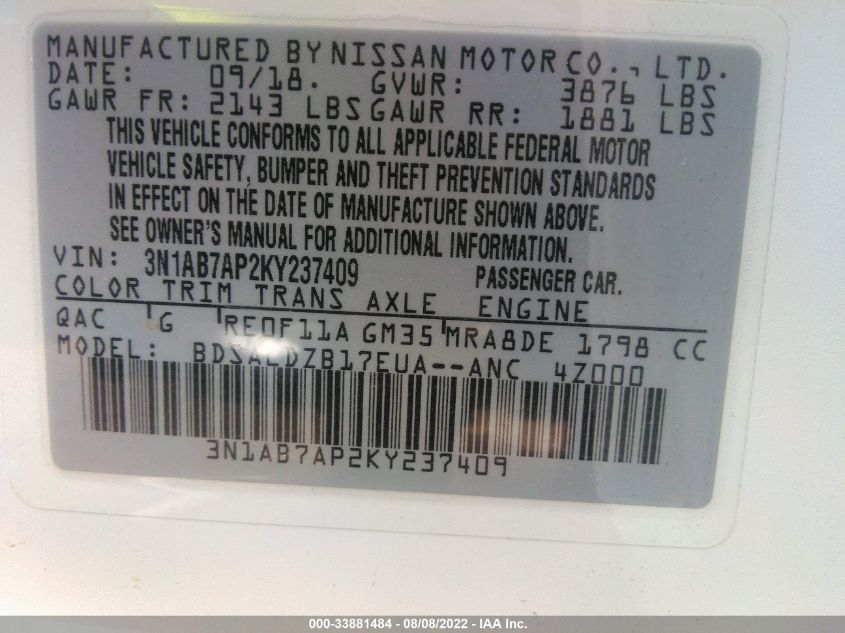 MANUFACTURED BY NISSAN MOTOR CO., LTD.
DATE: 09/18. GVWR: 3876 LBS
GAWR FR: 2143 LBS GAWR RR: 1881 LBS
THIS VEHICLE CONFORMS TO ALL APPLICABLE FEDERAL MOTOR
VEHICLE SAFETY, BUMPER AND THEFT PREVENTION STANDARDS
IN EFFECT ON THE DATE OF MANUFACTURE SHOWN ABOVE.
SEE OWNER'S MANUAL FOR ADDITIONAL INFORMATION.
VIN: 3N1AB7AP2KY237409 PASSENGER CAR.
COLOR TRIM TRANS AXLE ENGINE
QAC G RE0F11A GM35 MRA8DE 1798 CC
MODEL: BDSALDZB17EUA--ANC 4Z000
3N1AB7AP2KY237409
000-33881484 - 08/08/2022 - IAA Inc.